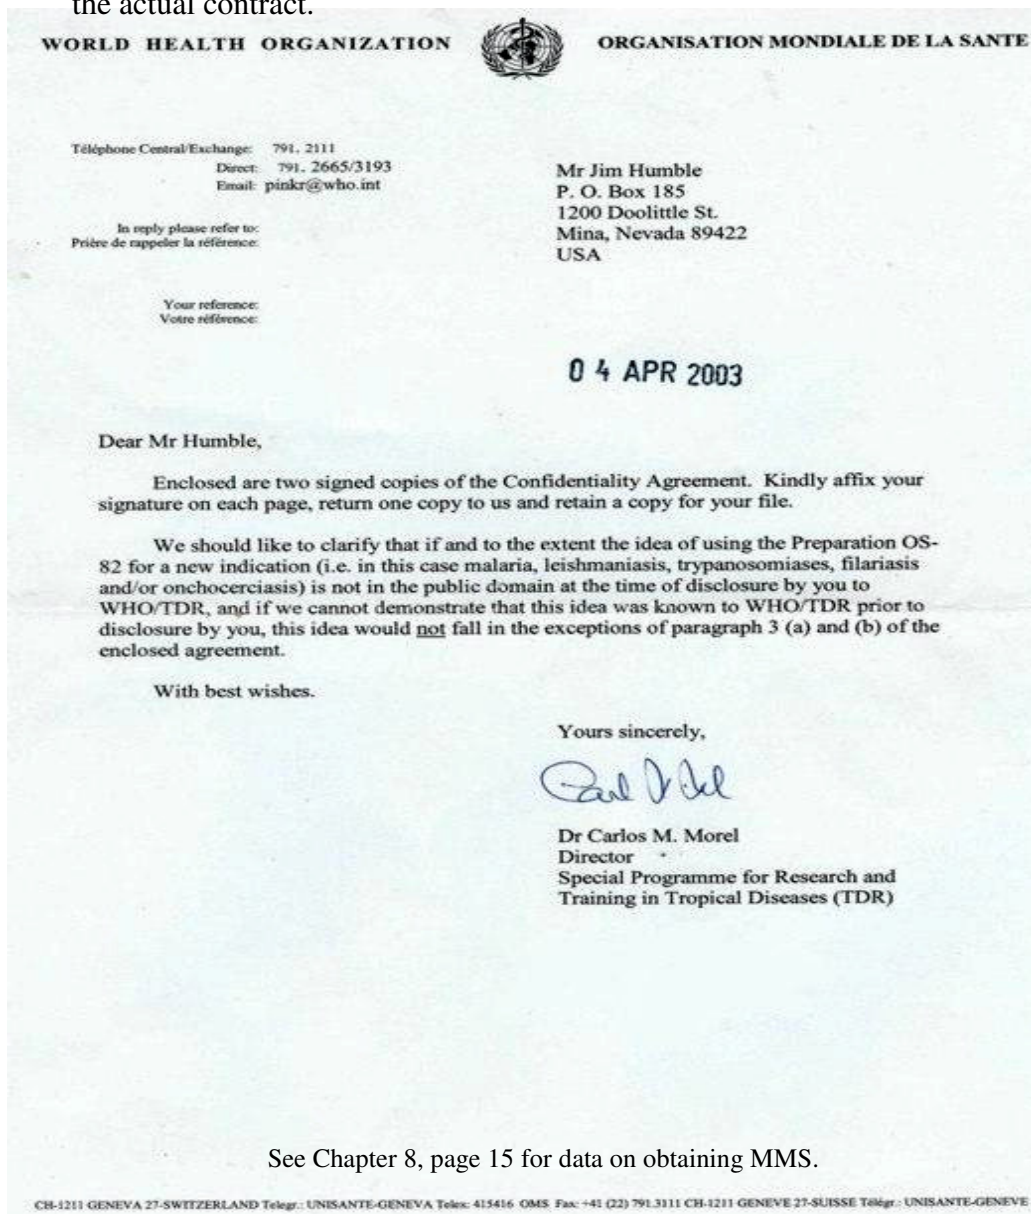 the actual contract.
WORLD HEALTH ORGANIZATION
ORGANISATION MONDIALE DE LA SANTE
Téléphone Central/Exchange: 791. 2111
Direct: 791. 2665/3193
Email: pinkr@who.int
In reply please refer to:
Prière de rappeler la référence:
Your reference:
Votre référence:
Mr Jim Humble
P. O. Box 185
1200 Doolittle St.
Mina, Nevada 89422
USA
0 4 APR 2003
Dear Mr Humble,
Enclosed are two signed copies of the Confidentiality Agreement. Kindly affix your
signature on each page, return one copy to us and retain a copy for your file.
We should like to clarify that if and to the extent the idea of using the Preparation OS-
82 for a new indication (i.e. in this case malaria, leishmaniasis, trypanosomiases, filariasis
and/or onchocerciasis) is not in the public domain at the time of disclosure by you to
WHO/TDR, and if we cannot demonstrate that this idea was known to WHO/TDR prior to
disclosure by you, this idea would not fall in the exceptions of paragraph 3 (a) and (b) of the
enclosed agreement.
With best wishes.
Yours sincerely,
Dr Carlos M. Morel
Director
Special Programme for Research and
Training in Tropical Diseases (TDR)
See Chapter 8, page 15 for data on obtaining MMS.
CH-1211 GENEVA 27-SWITZERLAND Telegr.: UNISANTE-GENEVA Telex: 415416 OMS Fax: +41 (22) 791.3111 CH-1211 GENEVE 27-SUISSE Télégr.: UNISANTE-GENEVE